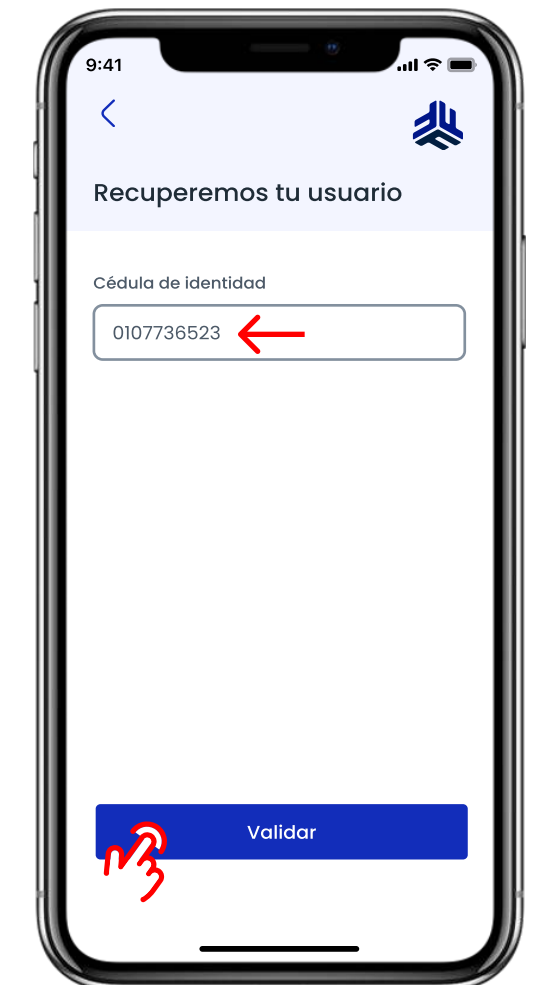 9:41
Recuperemos tu usuario
Cédula de identidad
0107736523
Validar